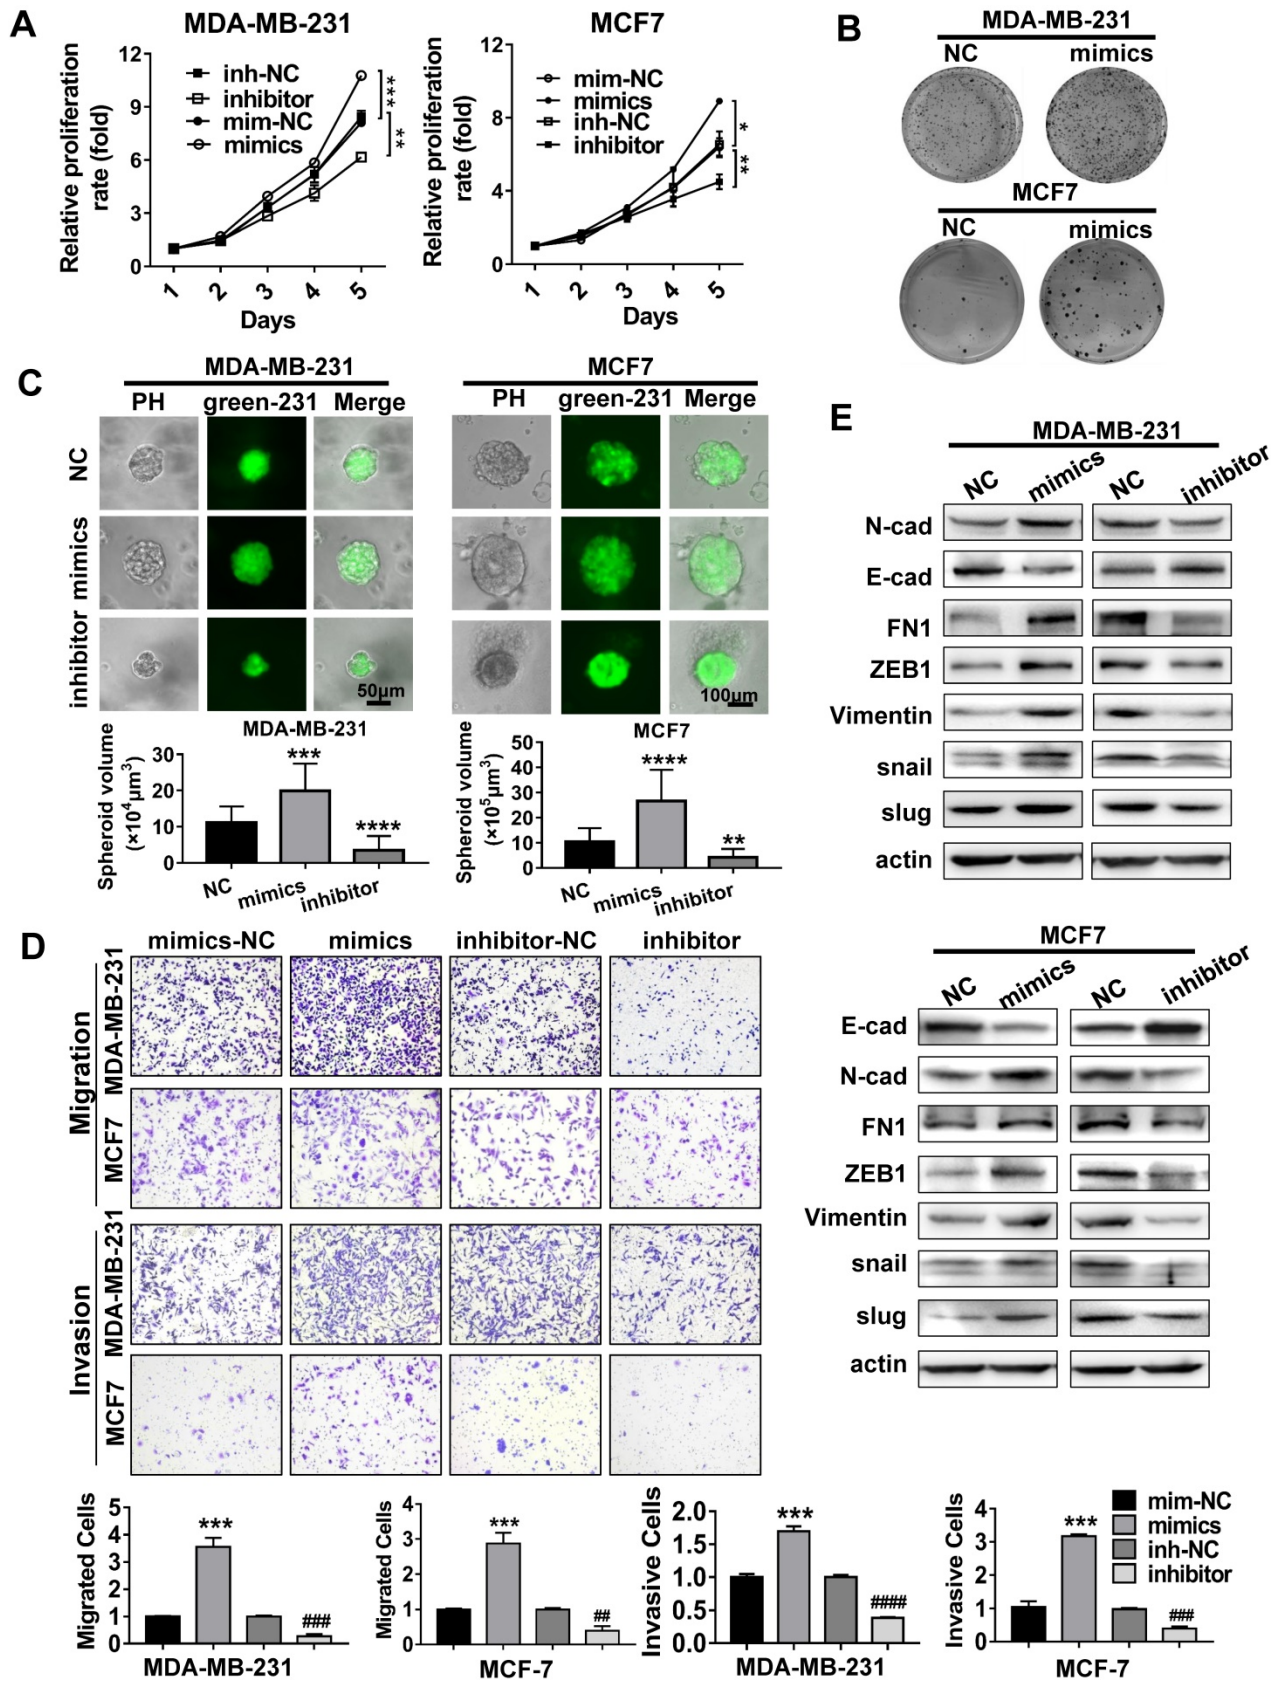 A
MDA-MB-231
Relative proliferation
rate (fold)
12
9
6
3
0
inh-NC
inhibitor
mim-NC
mimics
***
**
1 2 3 4 5
Days
MCF7
Relative proliferation
rate (fold)
12
8
4
0
mim-NC
mimics
inh-NC
inhibitor
*
**
1 2 3 4 5
Days
B
MDA-MB-231
NC mimics
MCF7
NC mimics
C
MDA-MB-231
PH green-231 Merge
MCF7
PH green-231 Merge
NC
mimics
inhibitor
50µm
100µm
MDA-MB-231
Spheroid volume
(×10⁴µm³)
30
20
10
0
***
****
NC mimics inhibitor
MCF7
Spheroid volume
(×10⁵µm³)
50
40
30
20
10
0
****
**
NC mimics inhibitor
D
mimics-NC mimics inhibitor-NC inhibitor
Migration
MDA-MB-231
MCF7
Invasion
MDA-MB-231
MCF7
Migrated Cells
5
4
3
2
1
0
***
###
MDA-MB-231
Migrated Cells
4
3
2
1
0
***
##
MCF-7
Invasive Cells
2.0
1.5
1.0
0.5
0.0
***
####
MDA-MB-231
Invasive Cells
4
3
2
1
0
***
###
MCF-7
mim-NC
mimics
inh-NC
inhibitor
E
MDA-MB-231
NC mimics NC inhibitor
N-cad
E-cad
FN1
ZEB1
Vimentin
snail
slug
actin
MCF7
NC mimics NC inhibitor
E-cad
N-cad
FN1
ZEB1
Vimentin
snail
slug
actin